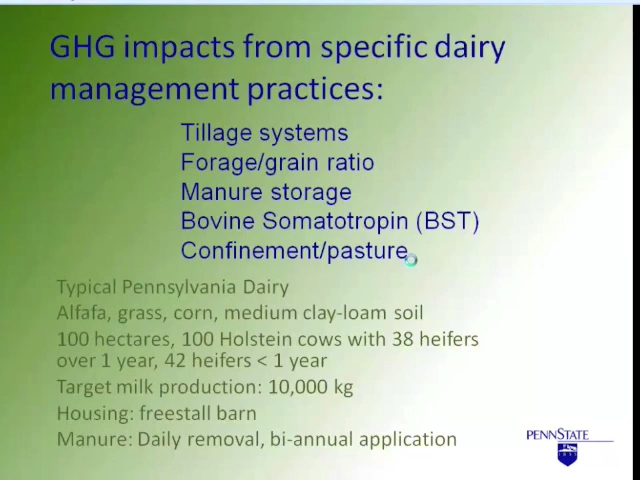 GHG impacts from specific dairy
management practices:
Tillage systems
Forage/grain ratio
Manure storage
Bovine Somatotropin (BST)
Confinement/pasture
Typical Pennsylvania Dairy
Alfafa, grass, corn, medium clay-loam soil
100 hectares, 100 Holstein cows with 38 heifers
over 1 year, 42 heifers < 1 year
Target milk production: 10,000 kg
Housing: freestall barn
Manure: Daily removal, bi-annual application
PENNSTATE